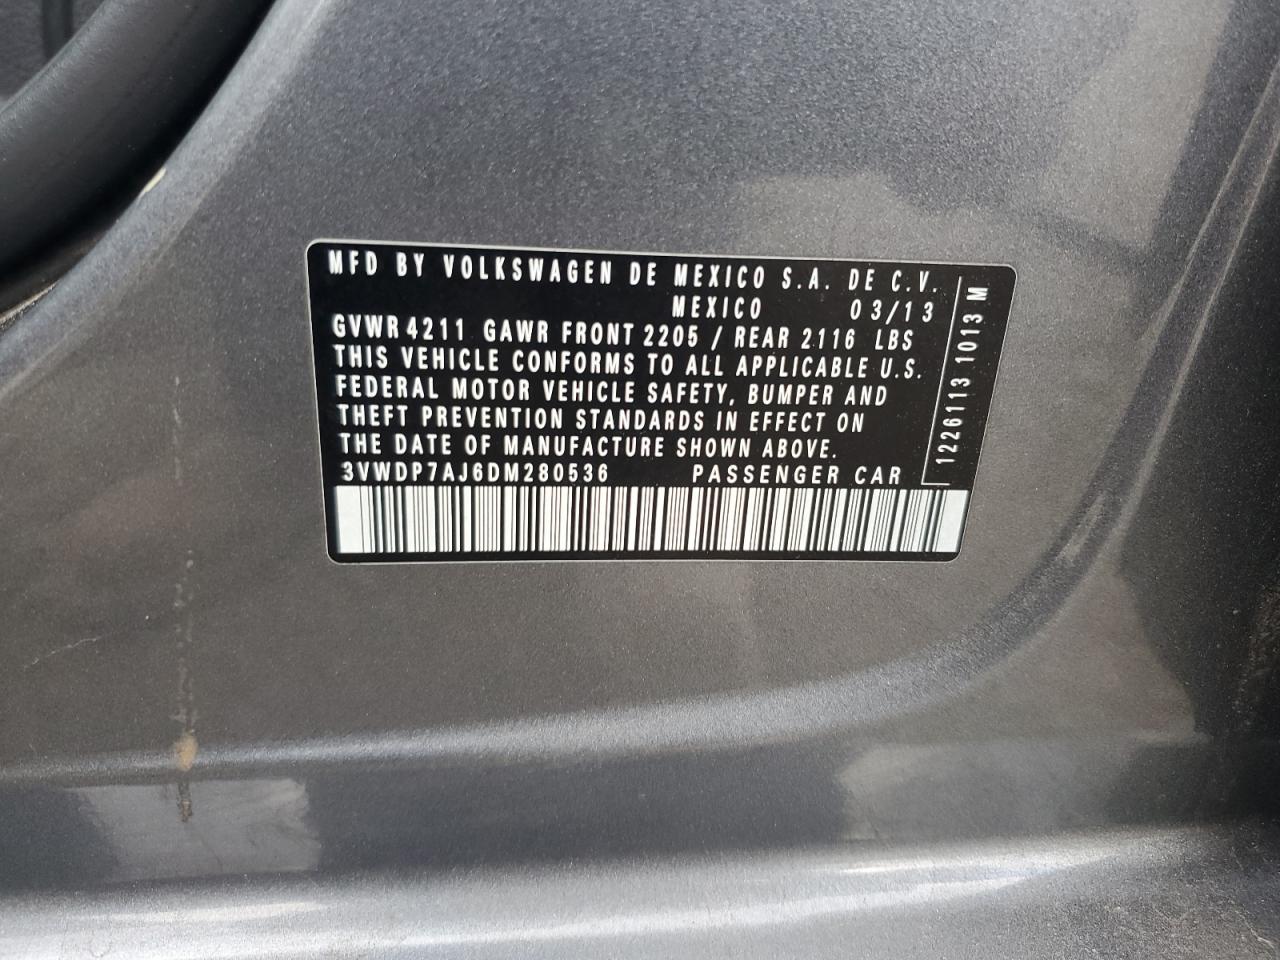 MFD BY VOLKSWAGEN DE MEXICO S.A. DE C.V.
MEXICO 03/13
GVWR 4211 GAWR FRONT 2205 / REAR 2116 LBS
THIS VEHICLE CONFORMS TO ALL APPLICABLE U.S.
FEDERAL MOTOR VEHICLE SAFETY, BUMPER AND
THEFT PREVENTION STANDARDS IN EFFECT ON
THE DATE OF MANUFACTURE SHOWN ABOVE.
3VWDP7AJ6DM280536 PASSENGER CAR
1226113 1013 M